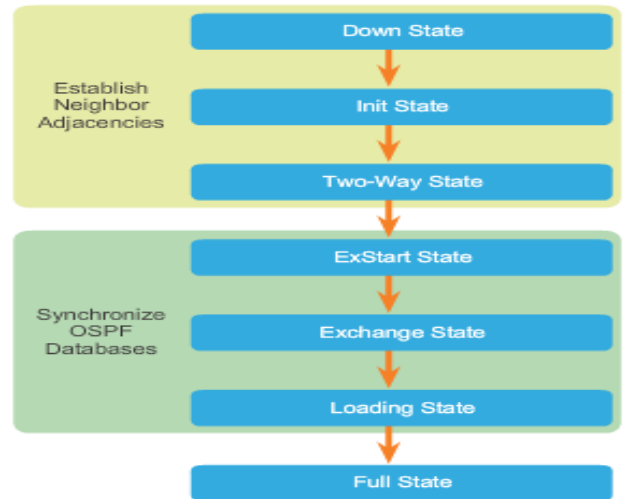 Establish
Neighbor
Adjacencies
Down State
Init State
Two-Way State
Synchronize
OSPF
Databases
ExStart State
Exchange State
Loading State
Full State